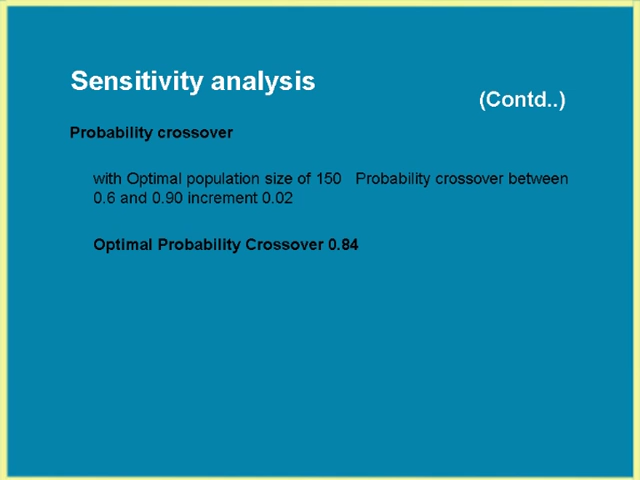 Sensitivity analysis
(Contd..)
Probability crossover
with Optimal population size of 150 Probability crossover between
0.6 and 0.90 increment 0.02
Optimal Probability Crossover 0.84